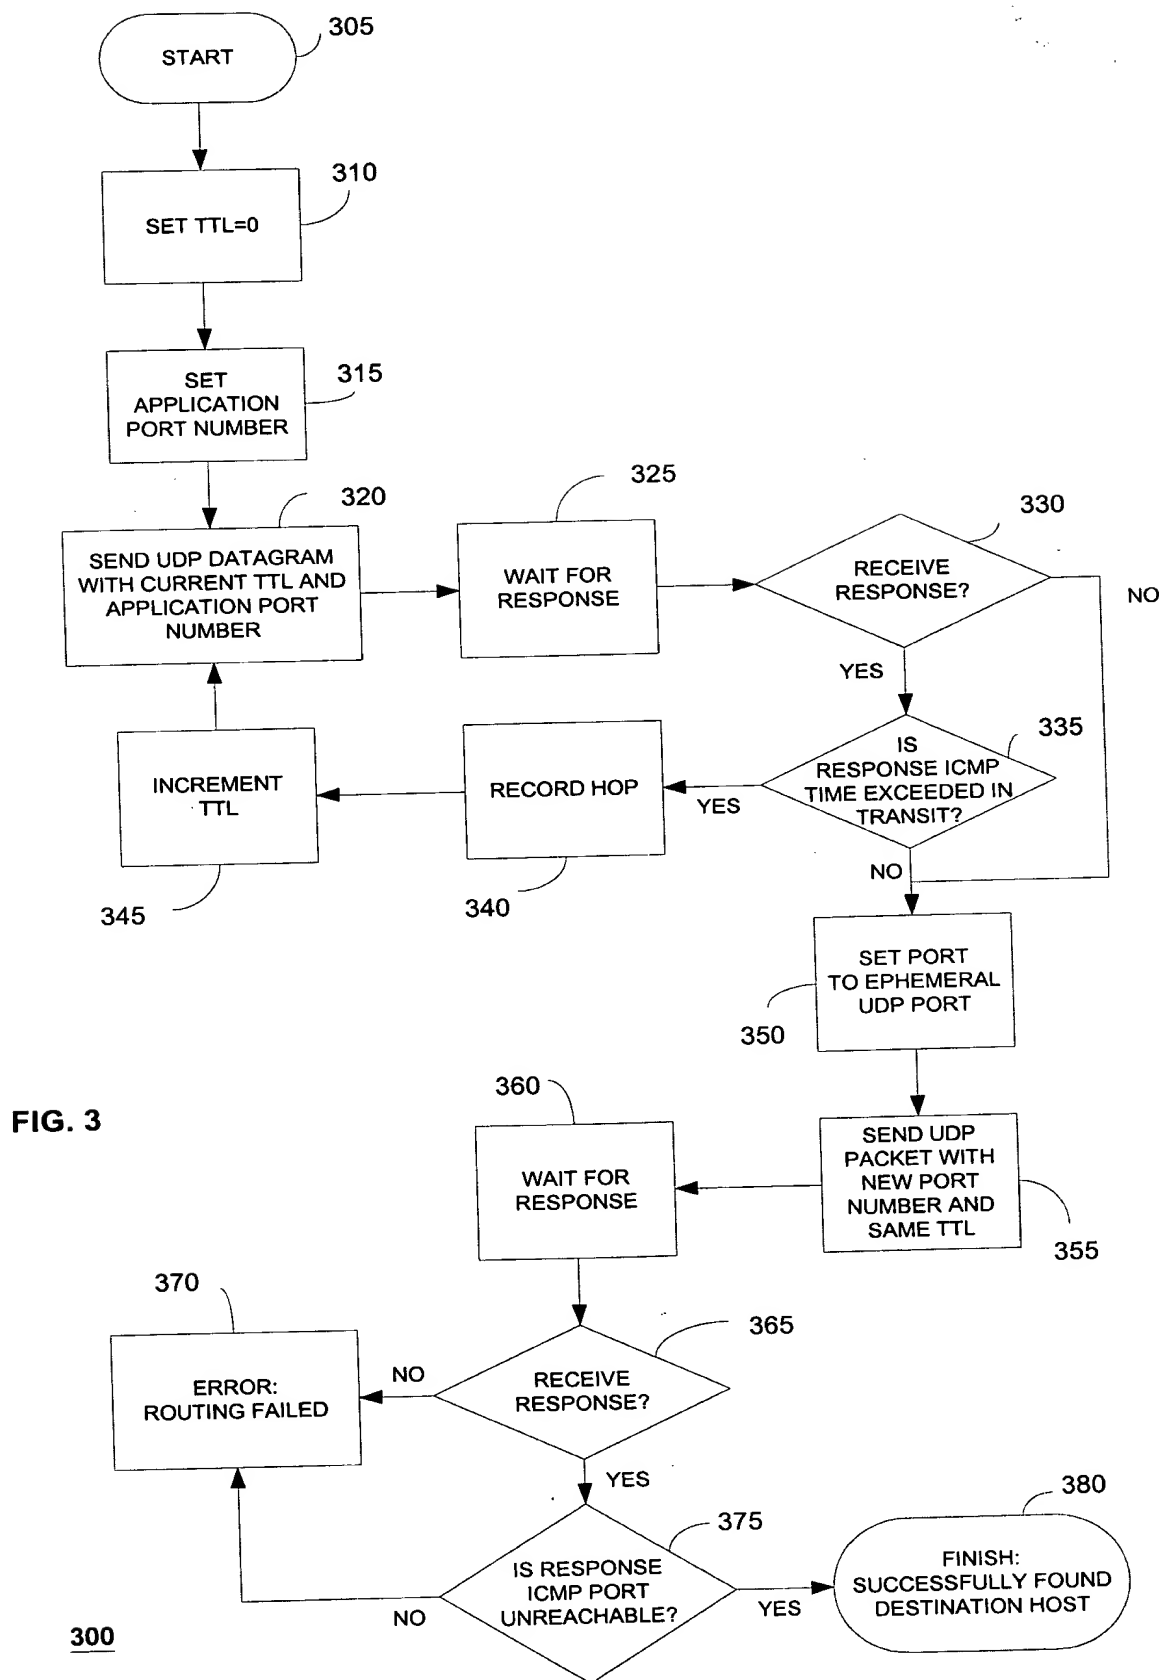 305
START
310
SET TTL=0
315
SET
APPLICATION
PORT NUMBER
320
SEND UDP DATAGRAM
WITH CURRENT TTL AND
APPLICATION PORT
NUMBER
325
WAIT FOR
RESPONSE
330
RECEIVE
RESPONSE?
NO
YES
335
IS
RESPONSE ICMP
TIME EXCEEDED IN
TRANSIT?
YES
NO
RECORD HOP
340
INCREMENT
TTL
345
SET PORT
TO EPHEMERAL
UDP PORT
350
SEND UDP
PACKET WITH
NEW PORT
NUMBER AND
SAME TTL
355
360
WAIT FOR
RESPONSE
FIG. 3
365
RECEIVE
RESPONSE?
NO
YES
370
ERROR:
ROUTING FAILED
375
IS RESPONSE
ICMP PORT
UNREACHABLE?
NO
YES
380
FINISH:
SUCCESSFULLY FOUND
DESTINATION HOST
300